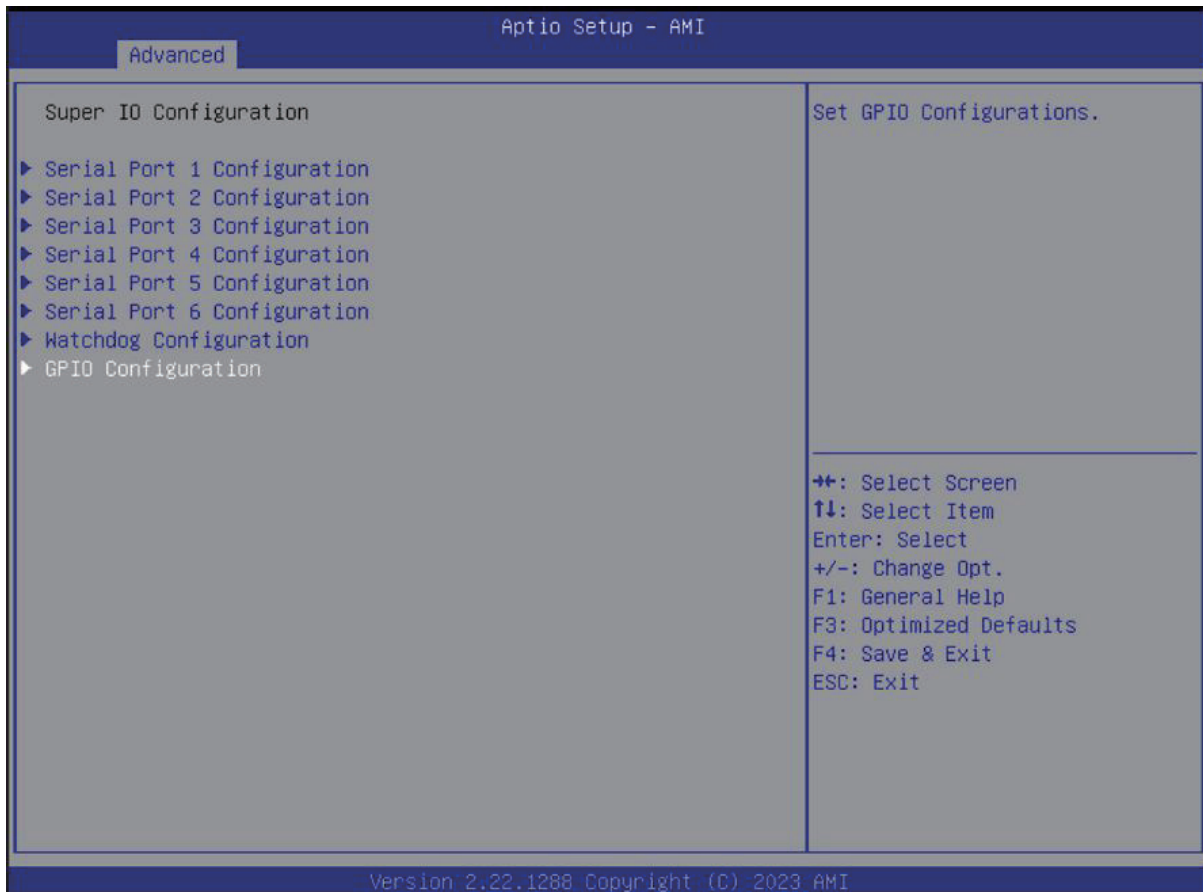 Aptio Setup – AMI
Advanced
Super IO Configuration
▶ Serial Port 1 Configuration
▶ Serial Port 2 Configuration
▶ Serial Port 3 Configuration
▶ Serial Port 4 Configuration
▶ Serial Port 5 Configuration
▶ Serial Port 6 Configuration
▶ Watchdog Configuration
▶ GPIO Configuration
Set GPIO Configurations.
→←: Select Screen
↑↓: Select Item
Enter: Select
+/-: Change Opt.
F1: General Help
F3: Optimized Defaults
F4: Save & Exit
ESC: Exit
Version 2.22.1288 Copyright (C) 2023 AMI